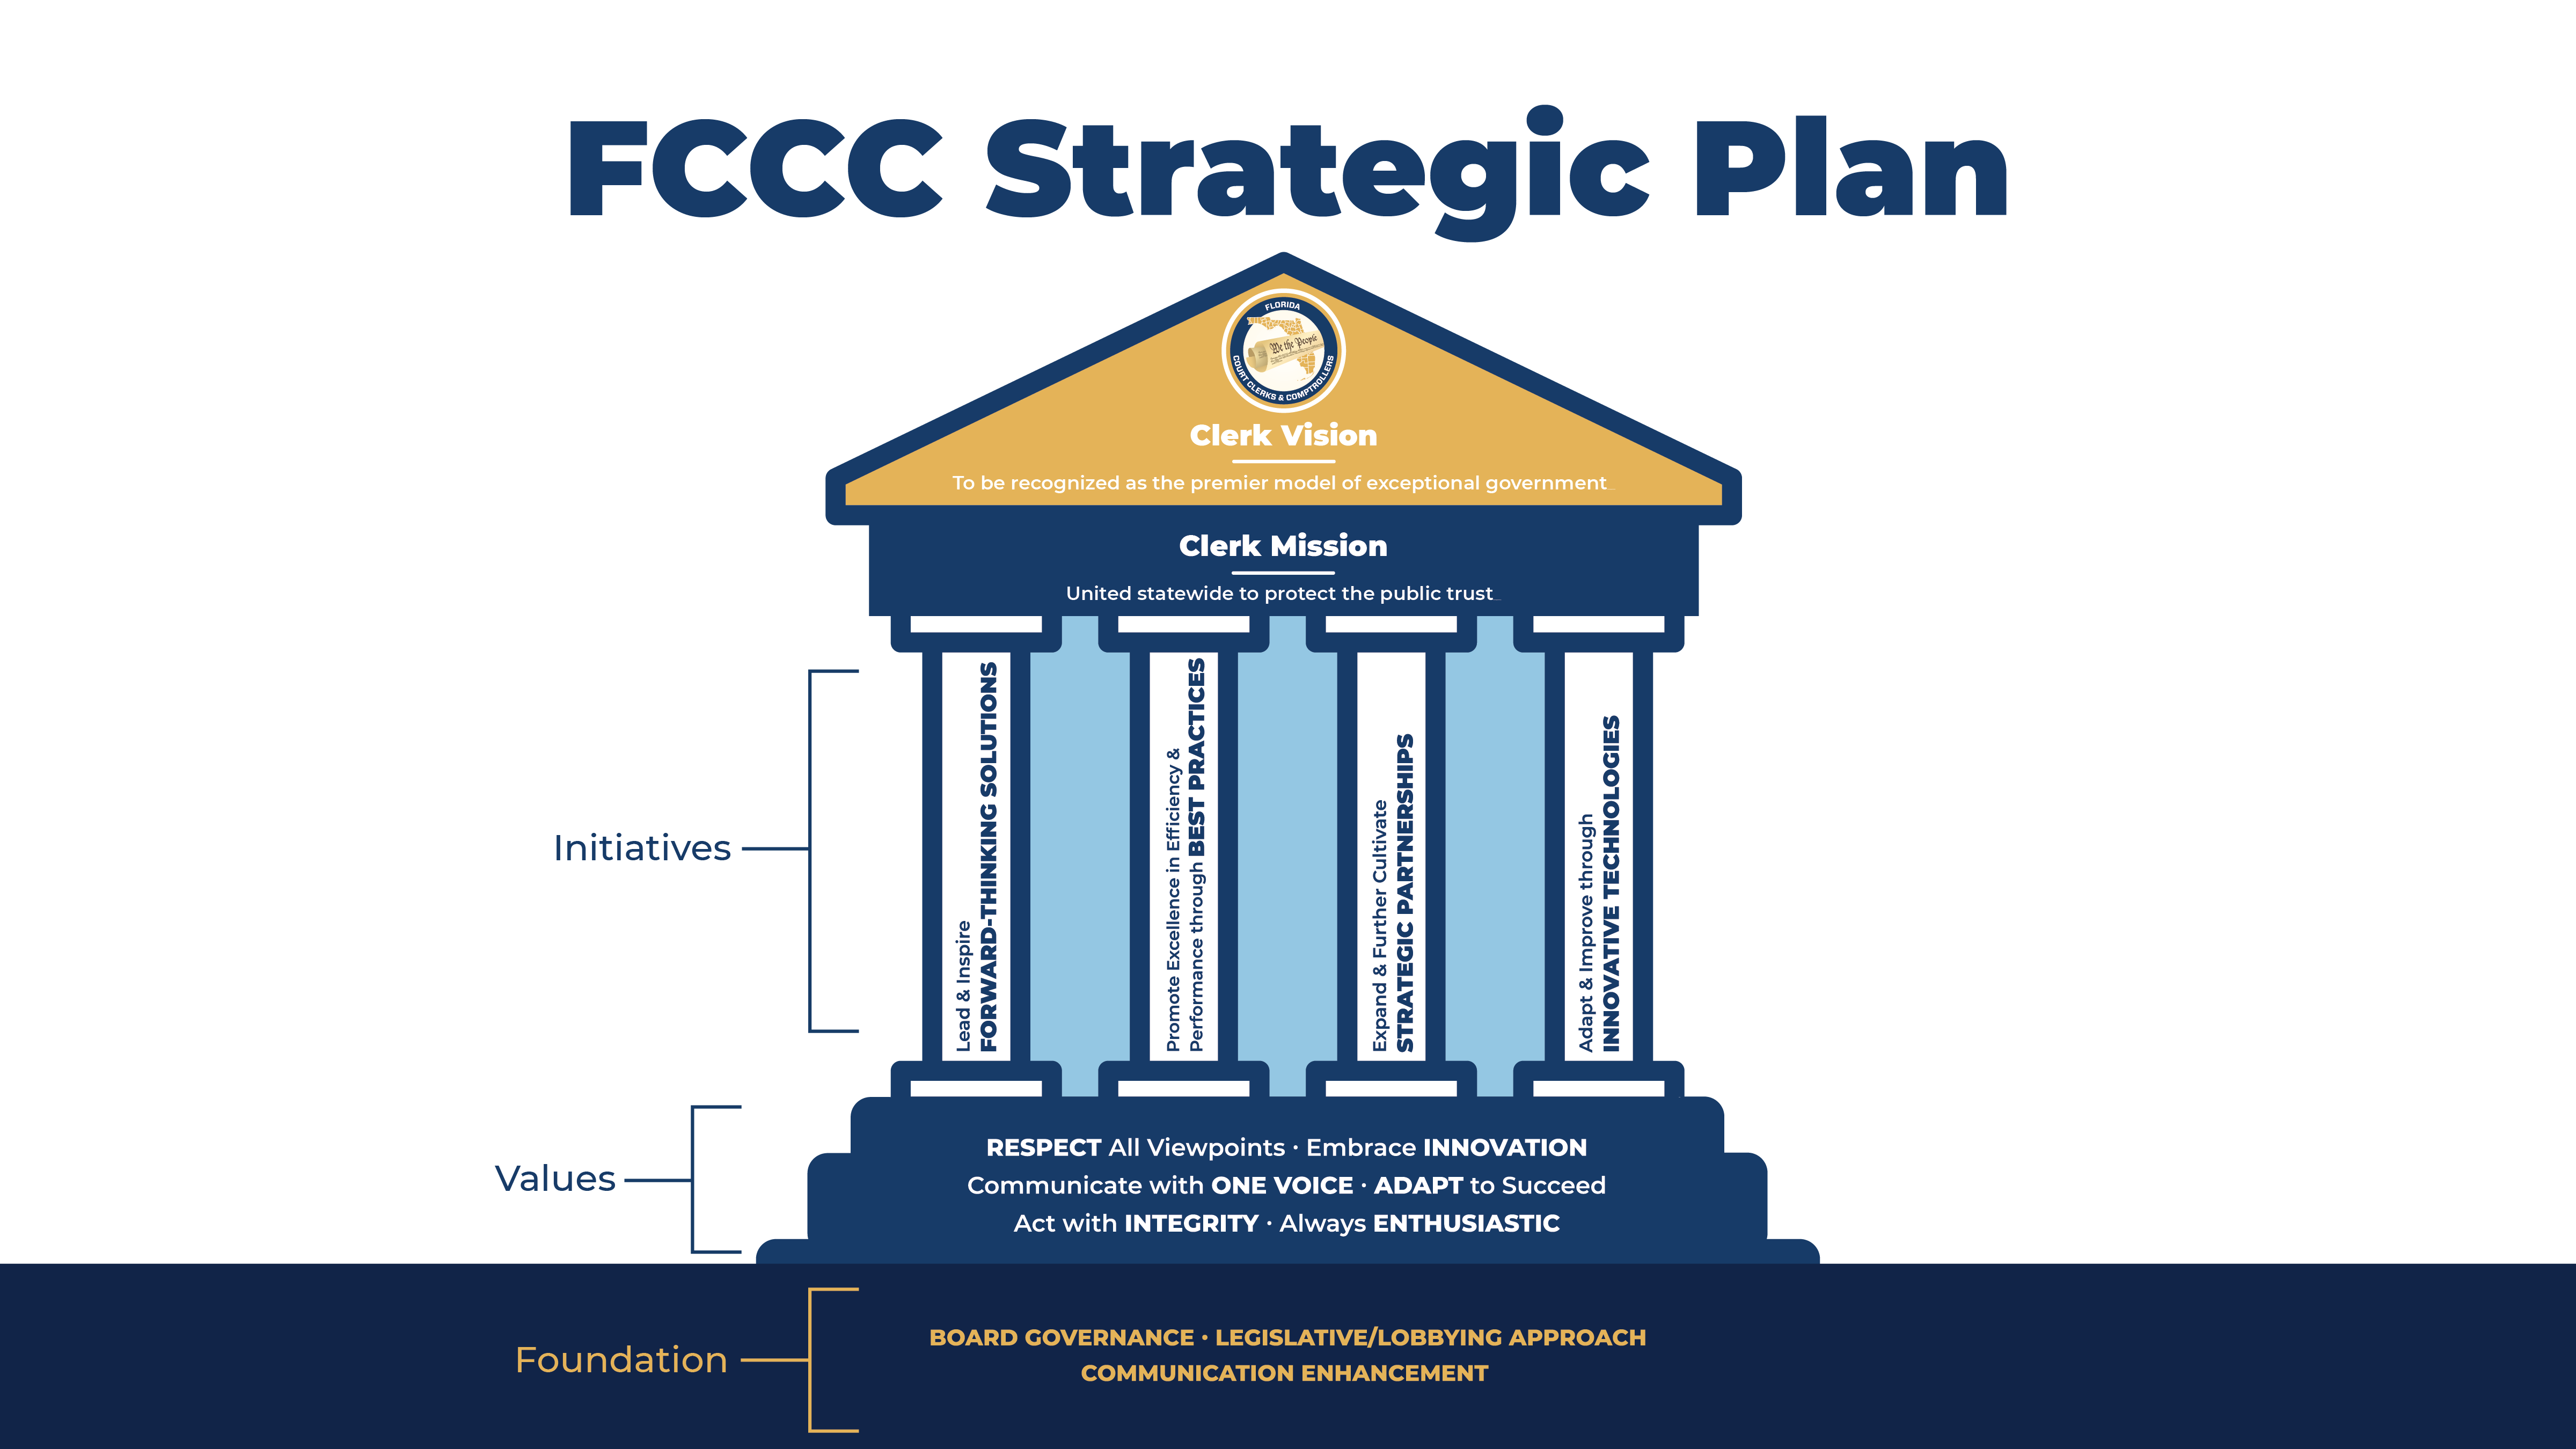 FCCC Strategic Plan
FLORIDA
We the People
COURT CLERKS & COMPTROLLERS
Clerk Vision
To be recognized as the premier model of exceptional government
Clerk Mission
United statewide to protect the public trust
Initiatives
Lead & Inspire
FORWARD-THINKING SOLUTIONS
Promote Excellence in Efficiency &
Performance through BEST PRACTICES
Expand & Further Cultivate
STRATEGIC PARTNERSHIPS
Adapt & Improve through
INNOVATIVE TECHNOLOGIES
Values
RESPECT All Viewpoints · Embrace INNOVATION
Communicate with ONE VOICE · ADAPT to Succeed
Act with INTEGRITY · Always ENTHUSIASTIC
Foundation
BOARD GOVERNANCE · LEGISLATIVE/LOBBYING APPROACH
COMMUNICATION ENHANCEMENT